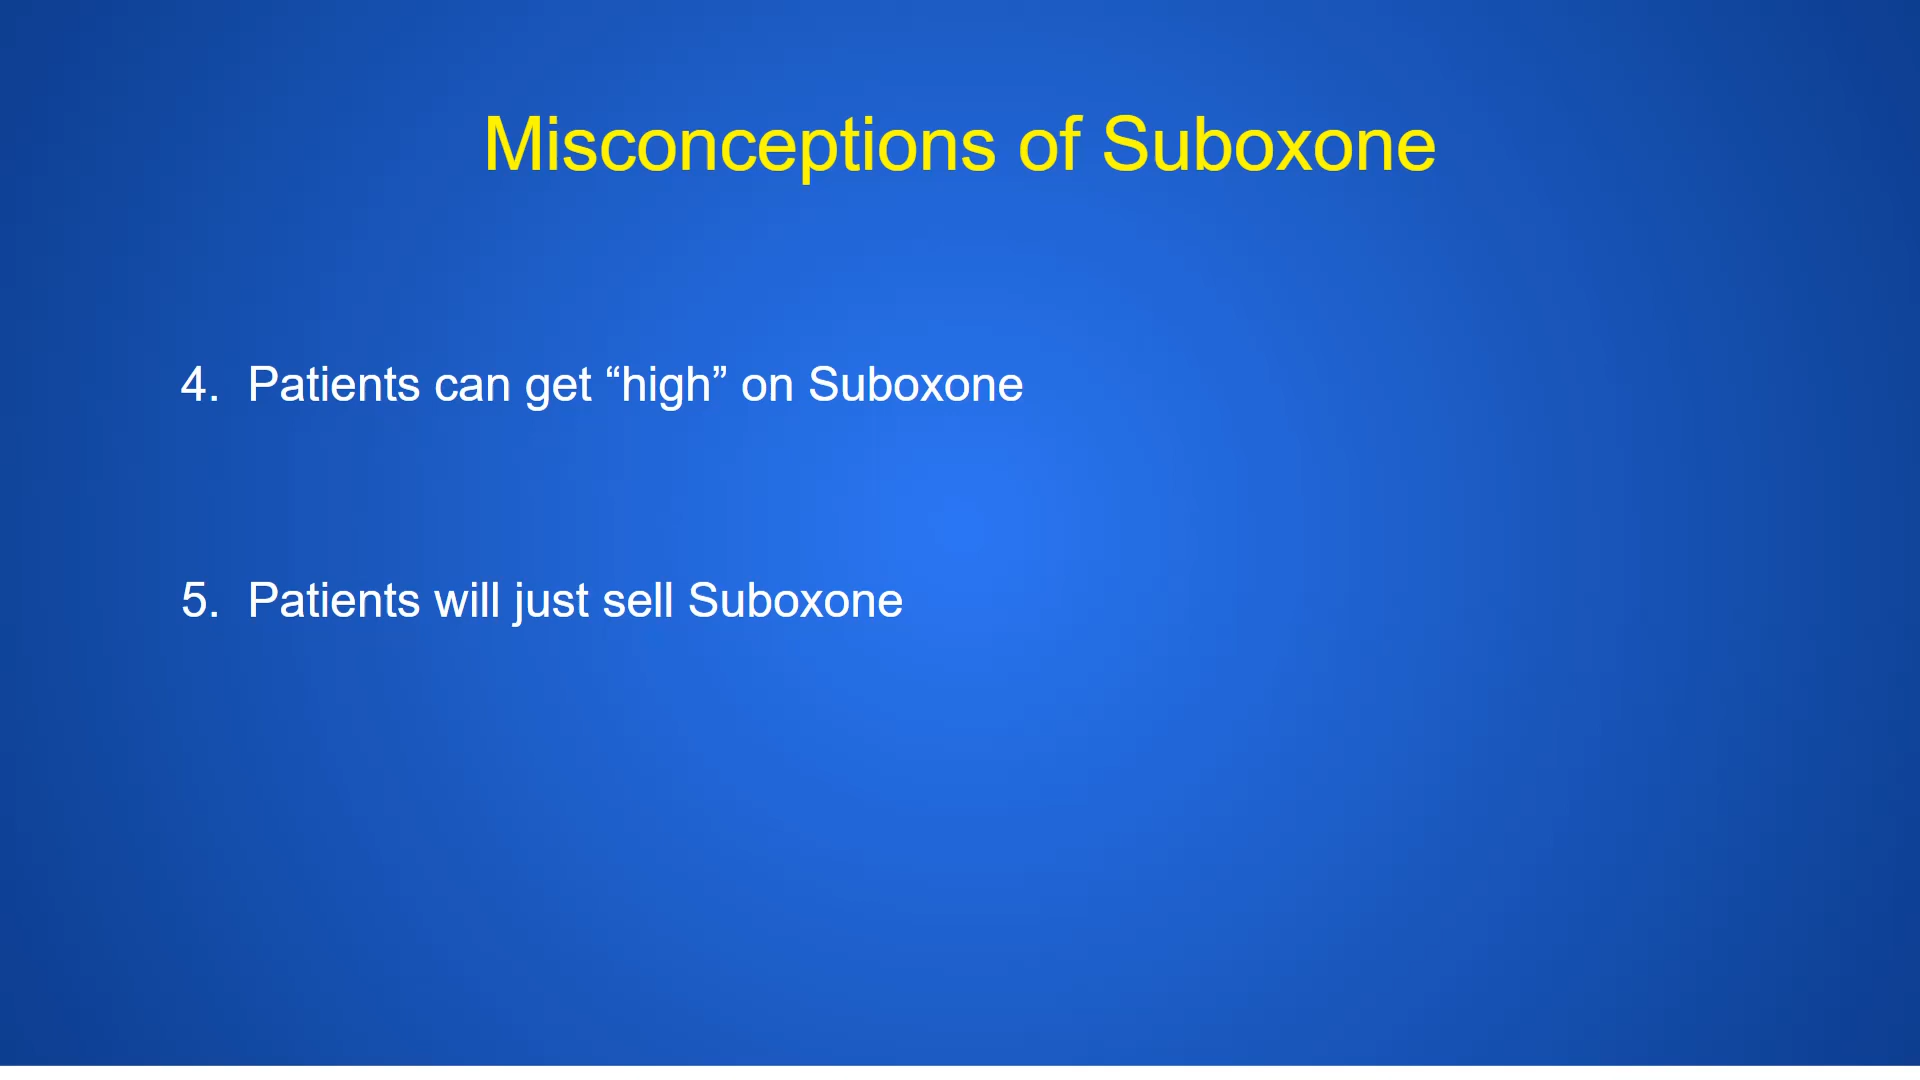 Misconceptions of Suboxone
4. Patients can get “high” on Suboxone
5. Patients will just sell Suboxone